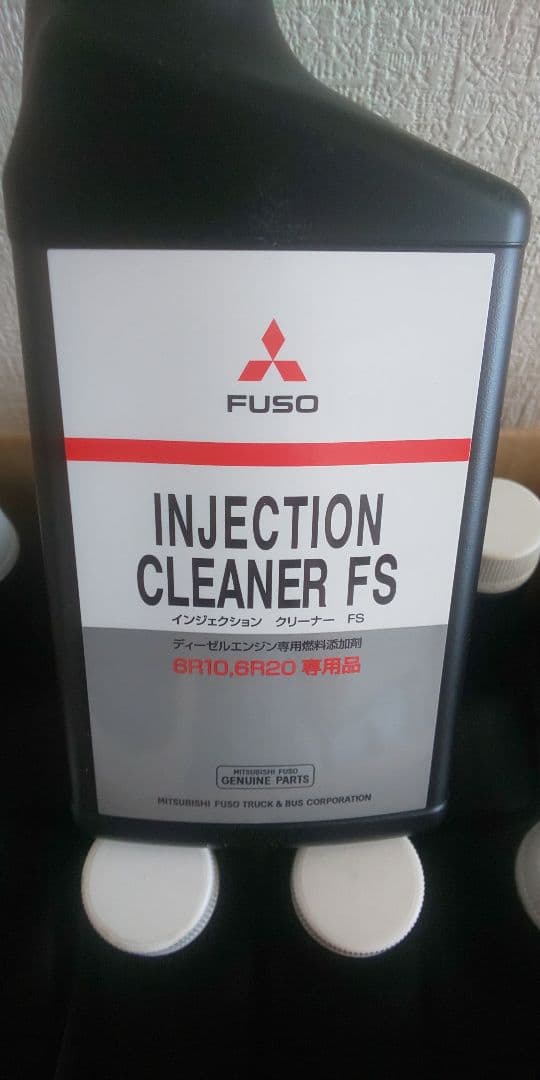 FUSO
INJECTION
CLEANER FS
インジェクション クリーナー FS
ディーゼルエンジン専用燃料添加剤
6R10,6R20 専用品
MITSUBISHI FUSO
GENUINE PARTS
MITSUBISHI FUSO TRUCK & BUS CORPORATION